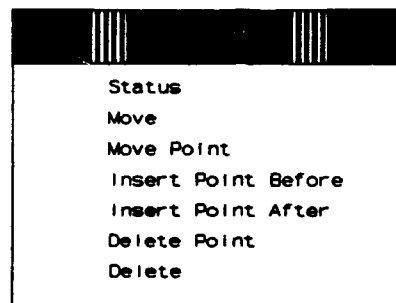 Status
Move
Move Point
Insert Point Before
Insert Point After
Delete Point
Delete